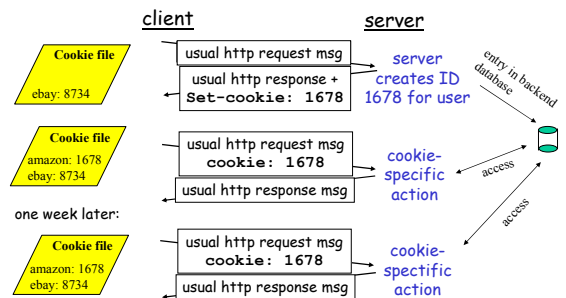 client
server
Cookie file
ebay: 8734
usual http request msg
usual http response +
Set-cookie: 1678
server
creates ID
1678 for user
entry in backend
database
Cookie file
amazon: 1678
ebay: 8734
usual http request msg
cookie: 1678
usual http response msg
cookie-
specific
action
access
one week later:
access
Cookie file
amazon: 1678
ebay: 8734
usual http request msg
cookie: 1678
usual http response msg
cookie-
spectific
action